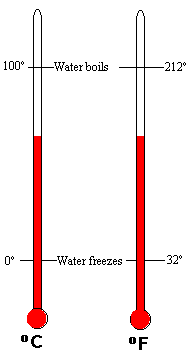 100° Water boils 212°
0° Water freezes 32°
°C °F